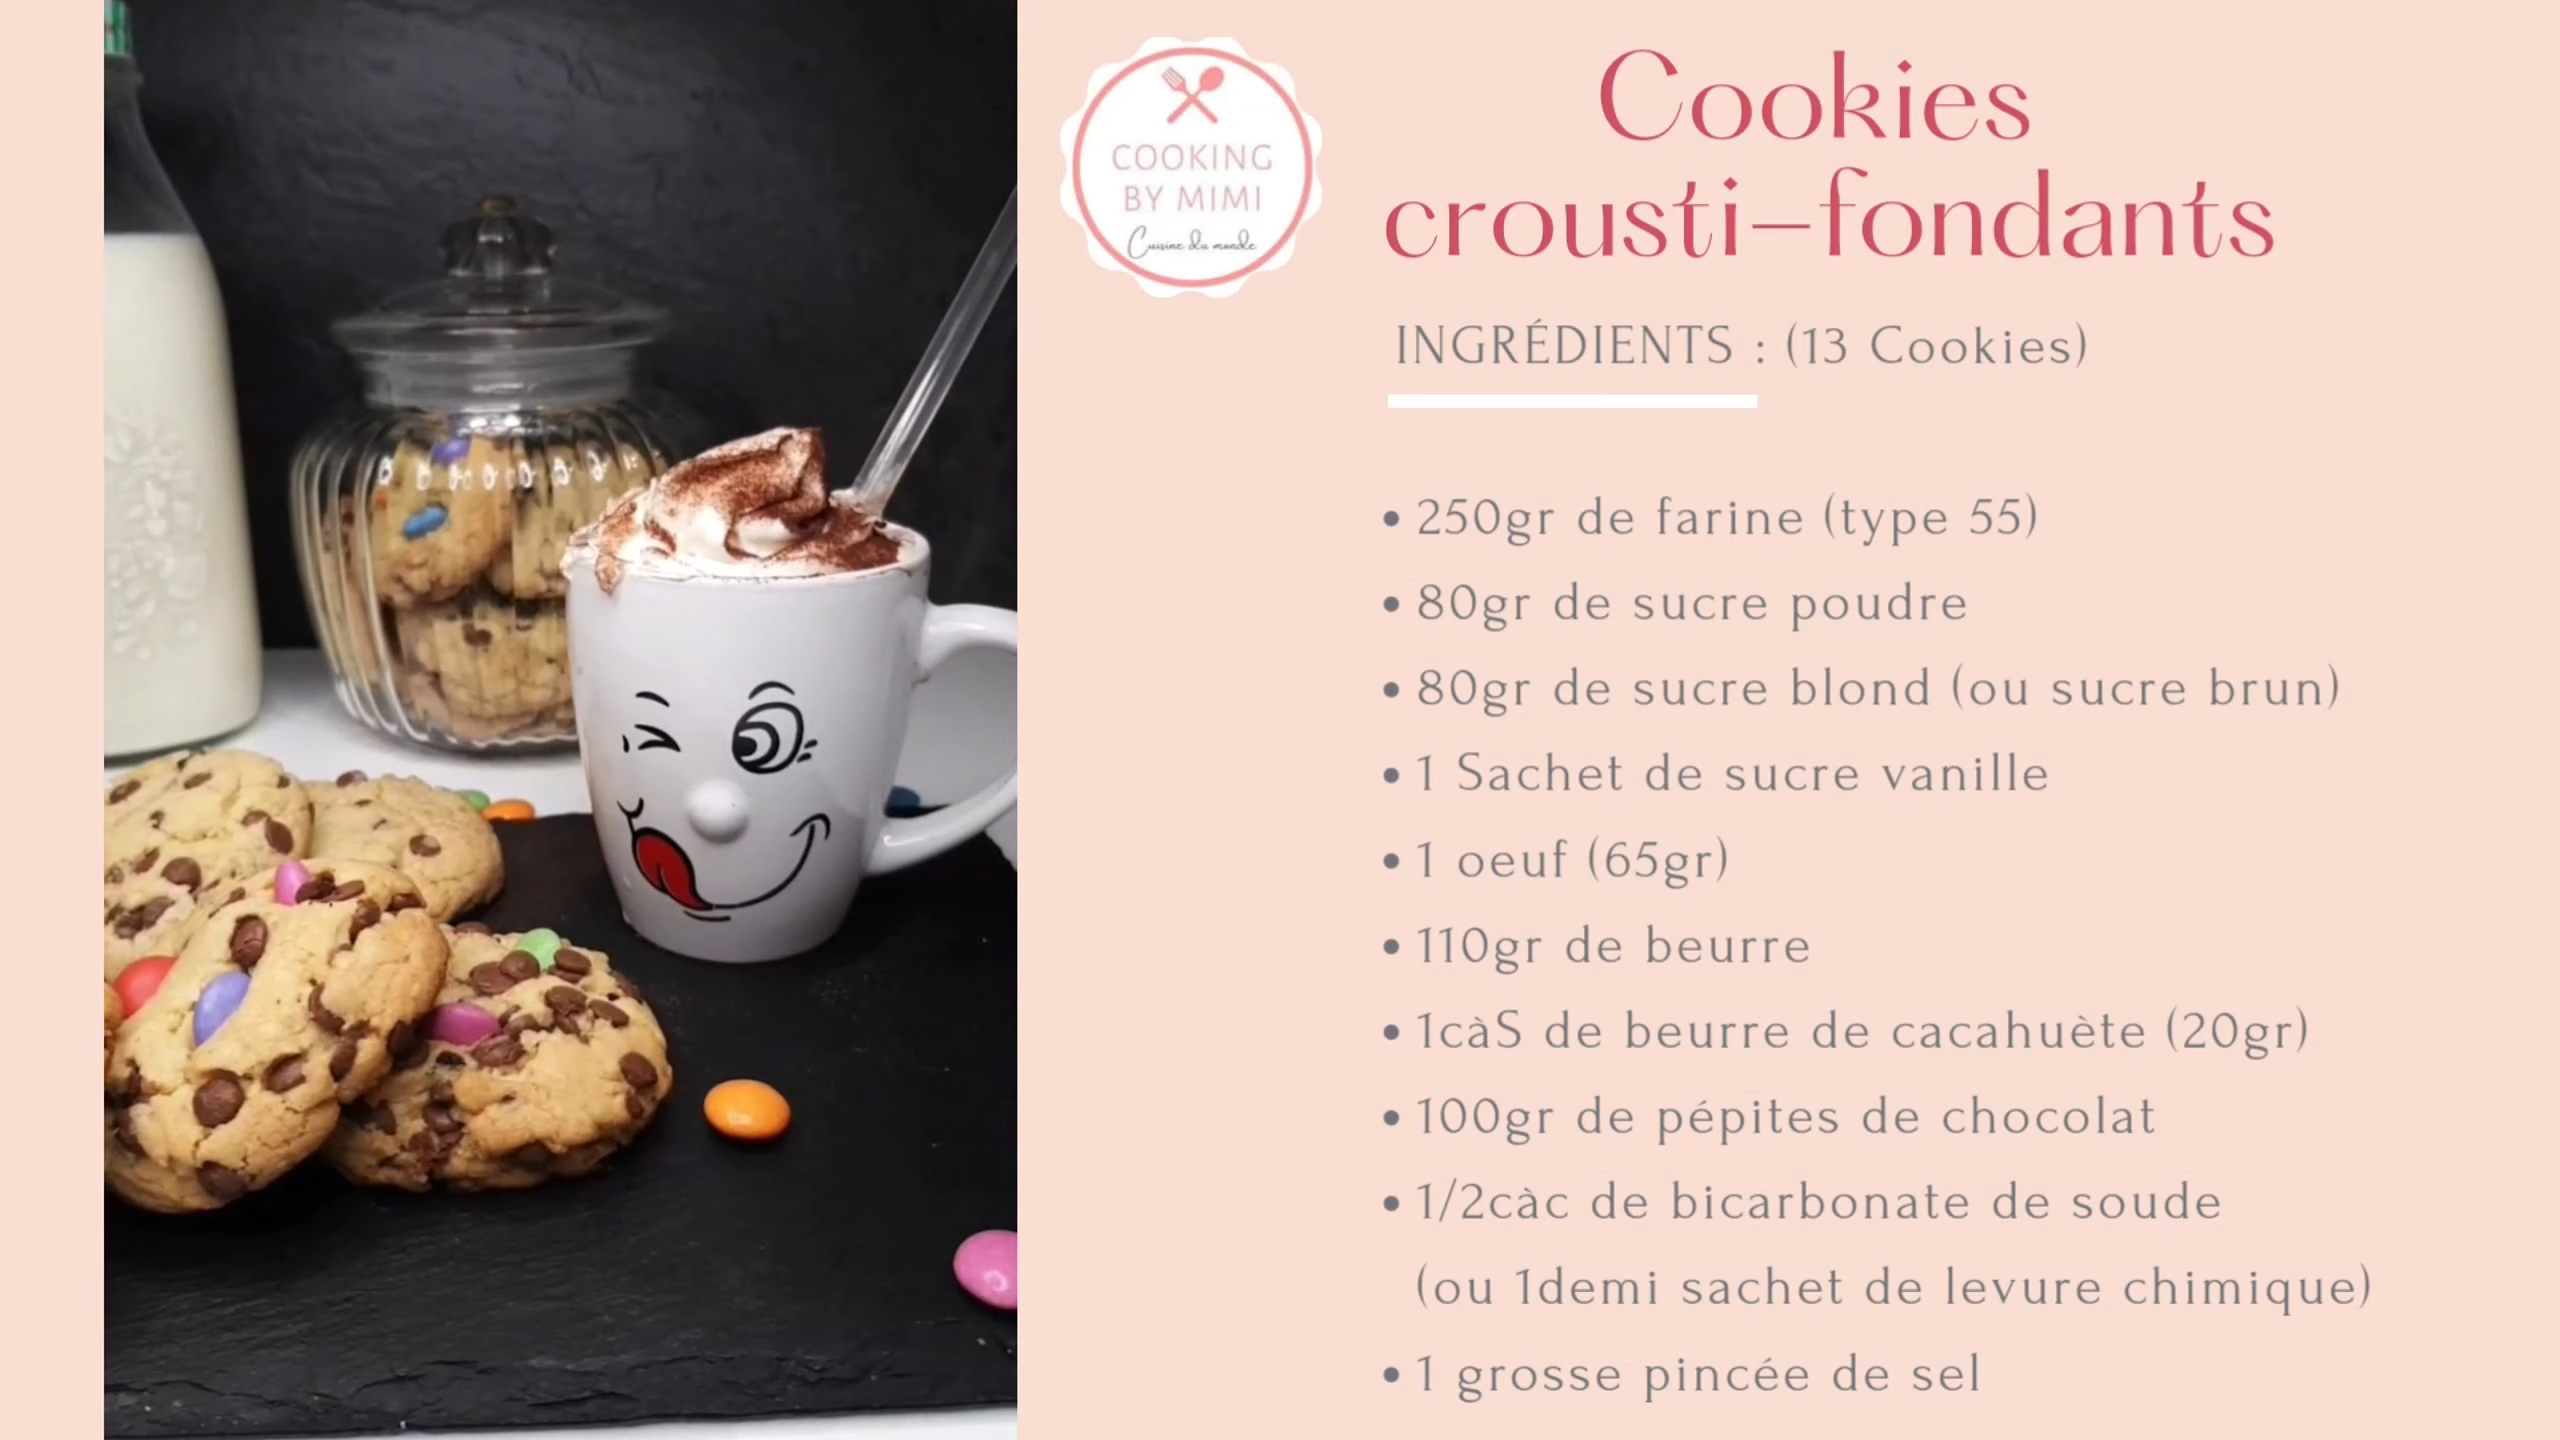 COOKING
BY MIMI
Cuisine du monde
Cookies
crousti-fondants
INGRÉDIENTS : (13 Cookies)
• 250gr de farine (type 55)
• 80gr de sucre poudre
• 80gr de sucre blond (ou sucre brun)
• 1 Sachet de sucre vanille
• 1 oeuf (65gr)
• 110gr de beurre
• 1càS de beurre de cacahuète (20gr)
• 100gr de pépites de chocolat
• 1/2càc de bicarbonate de soude
(ou 1demi sachet de levure chimique)
• 1 grosse pincée de sel